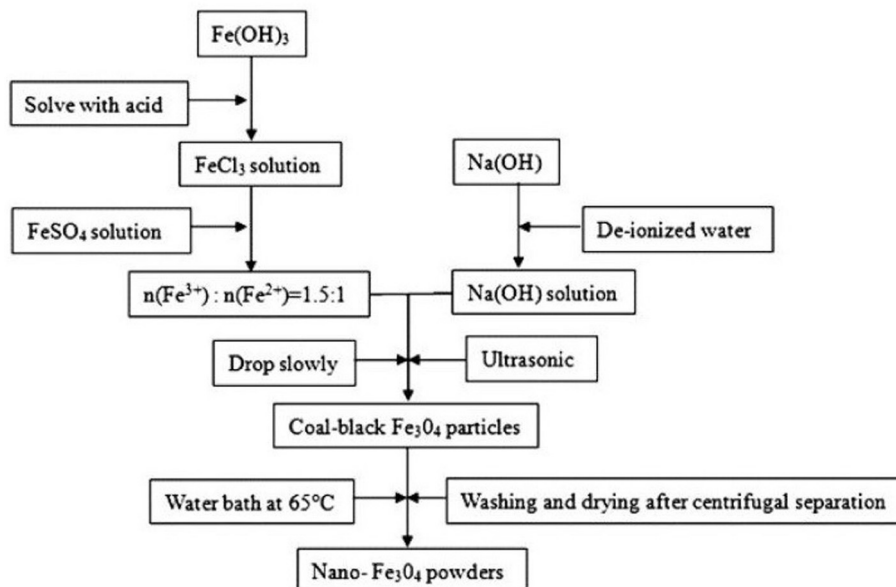 Fe(OH)₃
Solve with acid
FeCl₃ solution
Na(OH)
FeSO₄ solution
De-ionized water
n(Fe³⁺) : n(Fe²⁺)=1.5:1
Na(OH) solution
Drop slowly
Ultrasonic
Coal-black Fe₃0₄ particles
Water bath at 65°C
Washing and drying after centrifugal separation
Nano- Fe₃0₄ powders